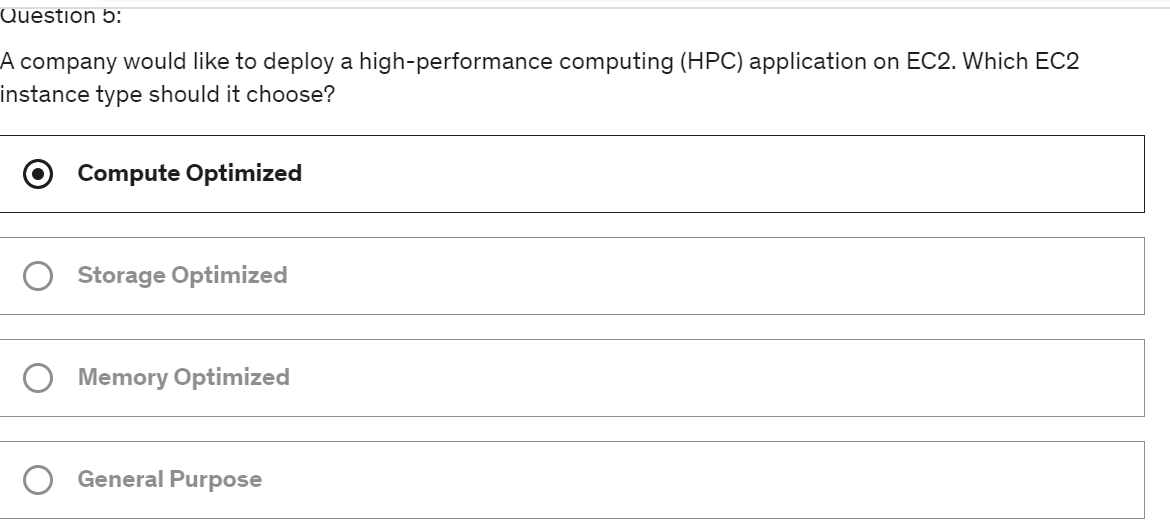 Question 5:
A company would like to deploy a high-performance computing (HPC) application on EC2. Which EC2
instance type should it choose?
Compute Optimized
Storage Optimized
Memory Optimized
General Purpose